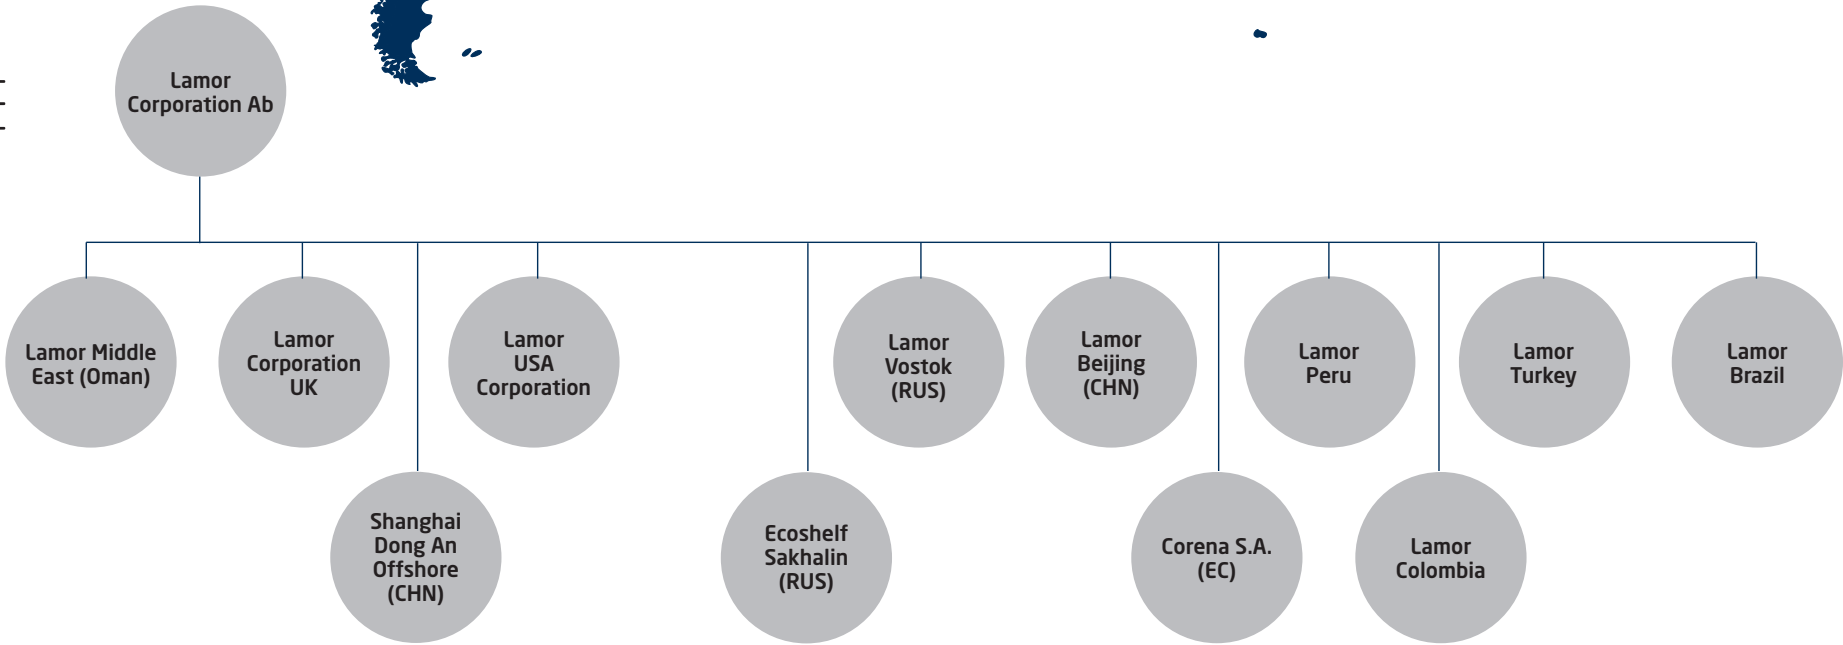 Lamor
Corporation Ab
Lamor Middle
East (Oman)
Lamor
Corporation
UK
Lamor
USA
Corporation
Lamor
Vostok
(RUS)
Lamor
Beijing
(CHN)
Lamor
Peru
Lamor
Turkey
Lamor
Brazil
Shanghai
Dong An
Offshore
(CHN)
Ecoshelf
Sakhalin
(RUS)
Corena S.A.
(EC)
Lamor
Colombia